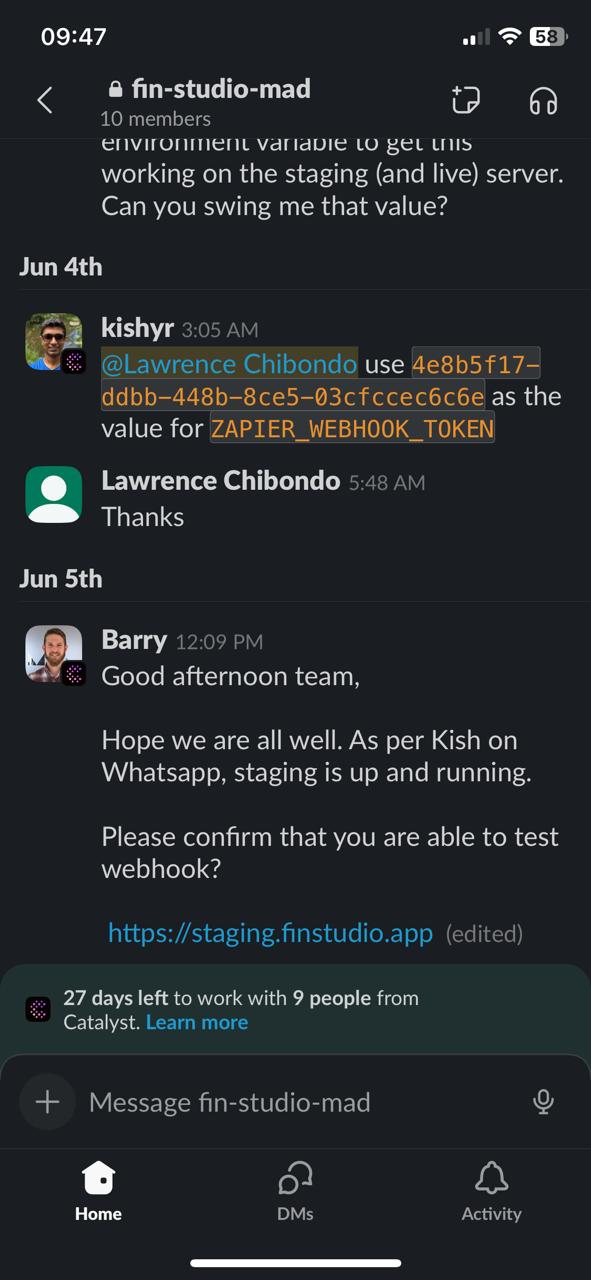 09:47
58
fin-studio-mad
10 members
environment variable to get this
working on the staging (and live) server.
Can you swing me that value?
Jun 4th
kishyr 3:05 AM
@Lawrence Chibondo use 4e8b5f17-
ddbb-448b-8ce5-03cfccec6c6e as the
value for ZAPIER_WEBHOOK_TOKEN
Lawrence Chibondo 5:48 AM
Thanks
Jun 5th
Barry 12:09 PM
Good afternoon team,
Hope we are all well. As per Kish on
Whatsapp, staging is up and running.
Please confirm that you are able to test
webhook?
https://staging.finstudio.app (edited)
27 days left to work with 9 people from
Catalyst. Learn more
Message fin-studio-mad
Home
DMs
Activity